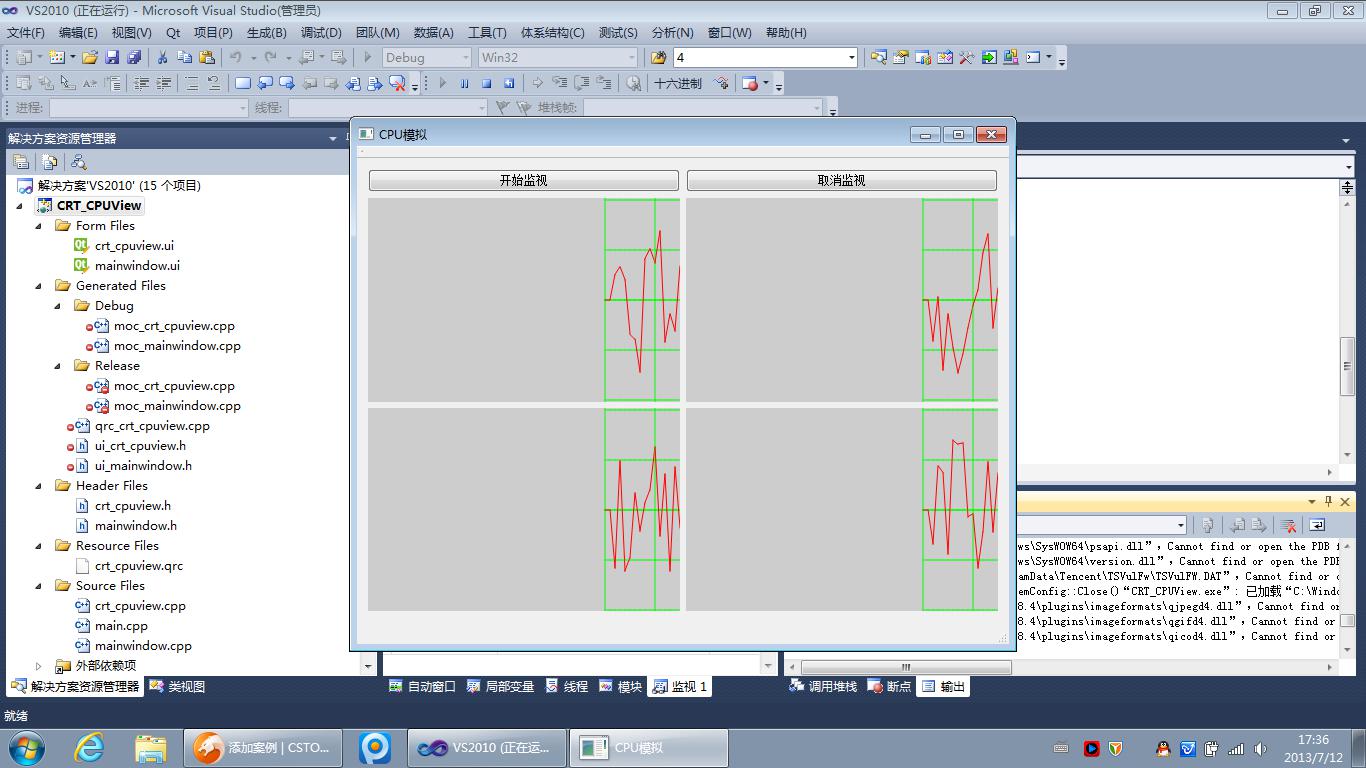 VS2010 (正在运行) - Microsoft Visual Studio(管理员)
文件(F) 编辑(E) 视图(V) Qt 项目(P) 生成(B) 调试(D) 团队(M) 数据(A) 工具(T) 体系结构(C) 测试(S) 分析(N) 窗口(W) 帮助(H)
Debug Win32 4
十六进制
进程: 线程: 堆栈帧:
解决方案资源管理器
CPU模拟
开始监视 取消监视
解决方案'VS2010' (15 个项目)
CRT_CPUView
Form Files
crt_cpuview.ui
mainwindow.ui
Generated Files
Debug
moc_crt_cpuview.cpp
moc_mainwindow.cpp
Release
moc_crt_cpuview.cpp
moc_mainwindow.cpp
qrc_crt_cpuview.cpp
ui_crt_cpuview.h
ui_mainwindow.h
Header Files
crt_cpuview.h
mainwindow.h
Resource Files
crt_cpuview.qrc
Source Files
crt_cpuview.cpp
main.cpp
mainwindow.cpp
外部依赖项
ws\SysWOW64\psapi.dll”, Cannot find or open the PDB f
ws\SysWOW64\version.dll”, Cannot find or open the PDB
amData\Tencent\TSVulFw\TSVulFW.DAT”, Cannot find or o
emConfig::Close()“CRT_CPUView.exe”: 已加载“C:\Windo
8.4\plugins\imageformats\qjpegd4.dll”, Cannot find or
8.4\plugins\imageformats\qgifd4.dll”, Cannot find or
8.4\plugins\imageformats\qicod4.dll”, Cannot find or
解决方案资源管理器 类视图 自动窗口 局部变量 线程 模块 监视 1 调用堆栈 断点 输出
就绪
添加案例 | CSTO... VS2010 (正在运... CPU模拟
17:36
2013/7/12